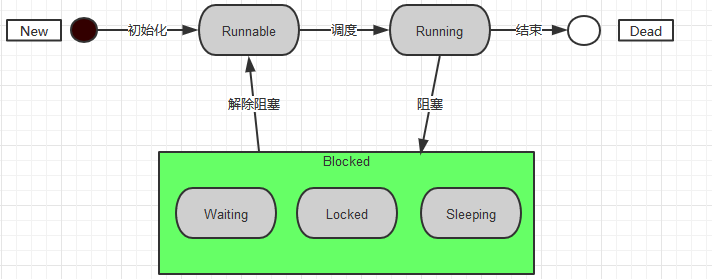 New
初始化
Runnable
调度
Running
结束
Dead
解除阻塞
阻塞
Blocked
Waiting
Locked
Sleeping